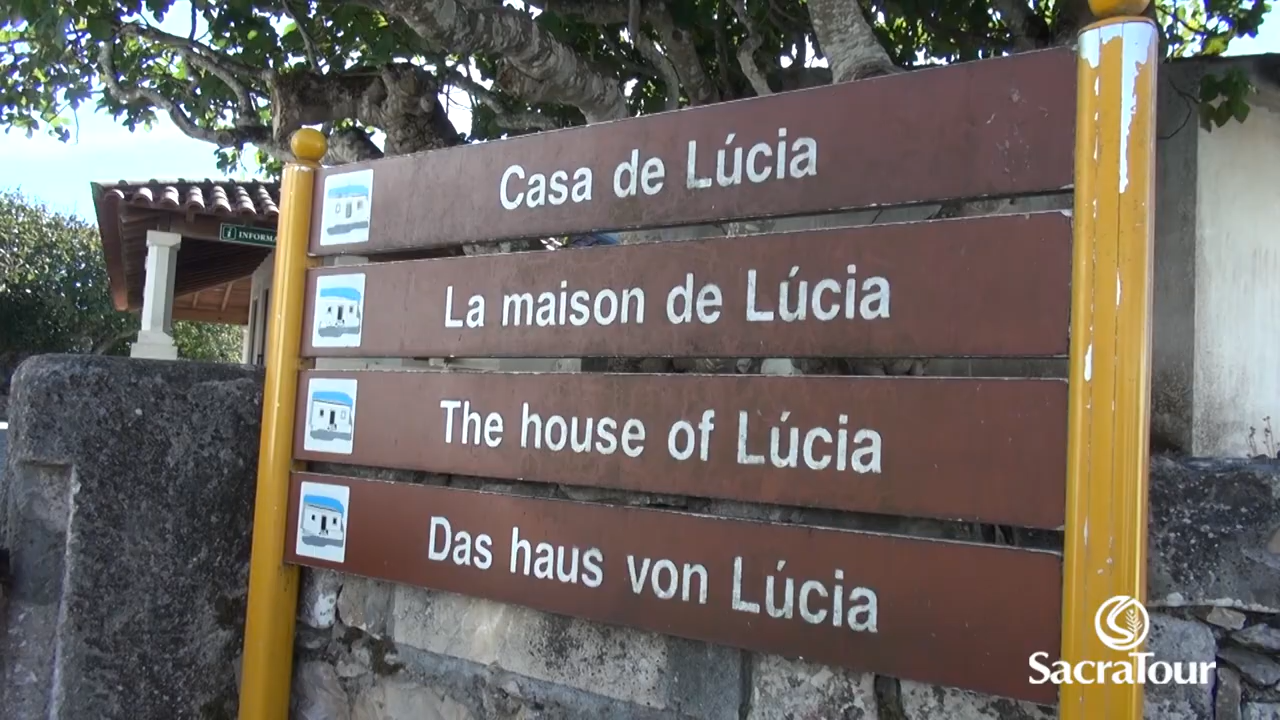 Casa de Lúcia
La maison de Lúcia
The house of Lúcia
Das haus von Lúcia
SACRATOUR